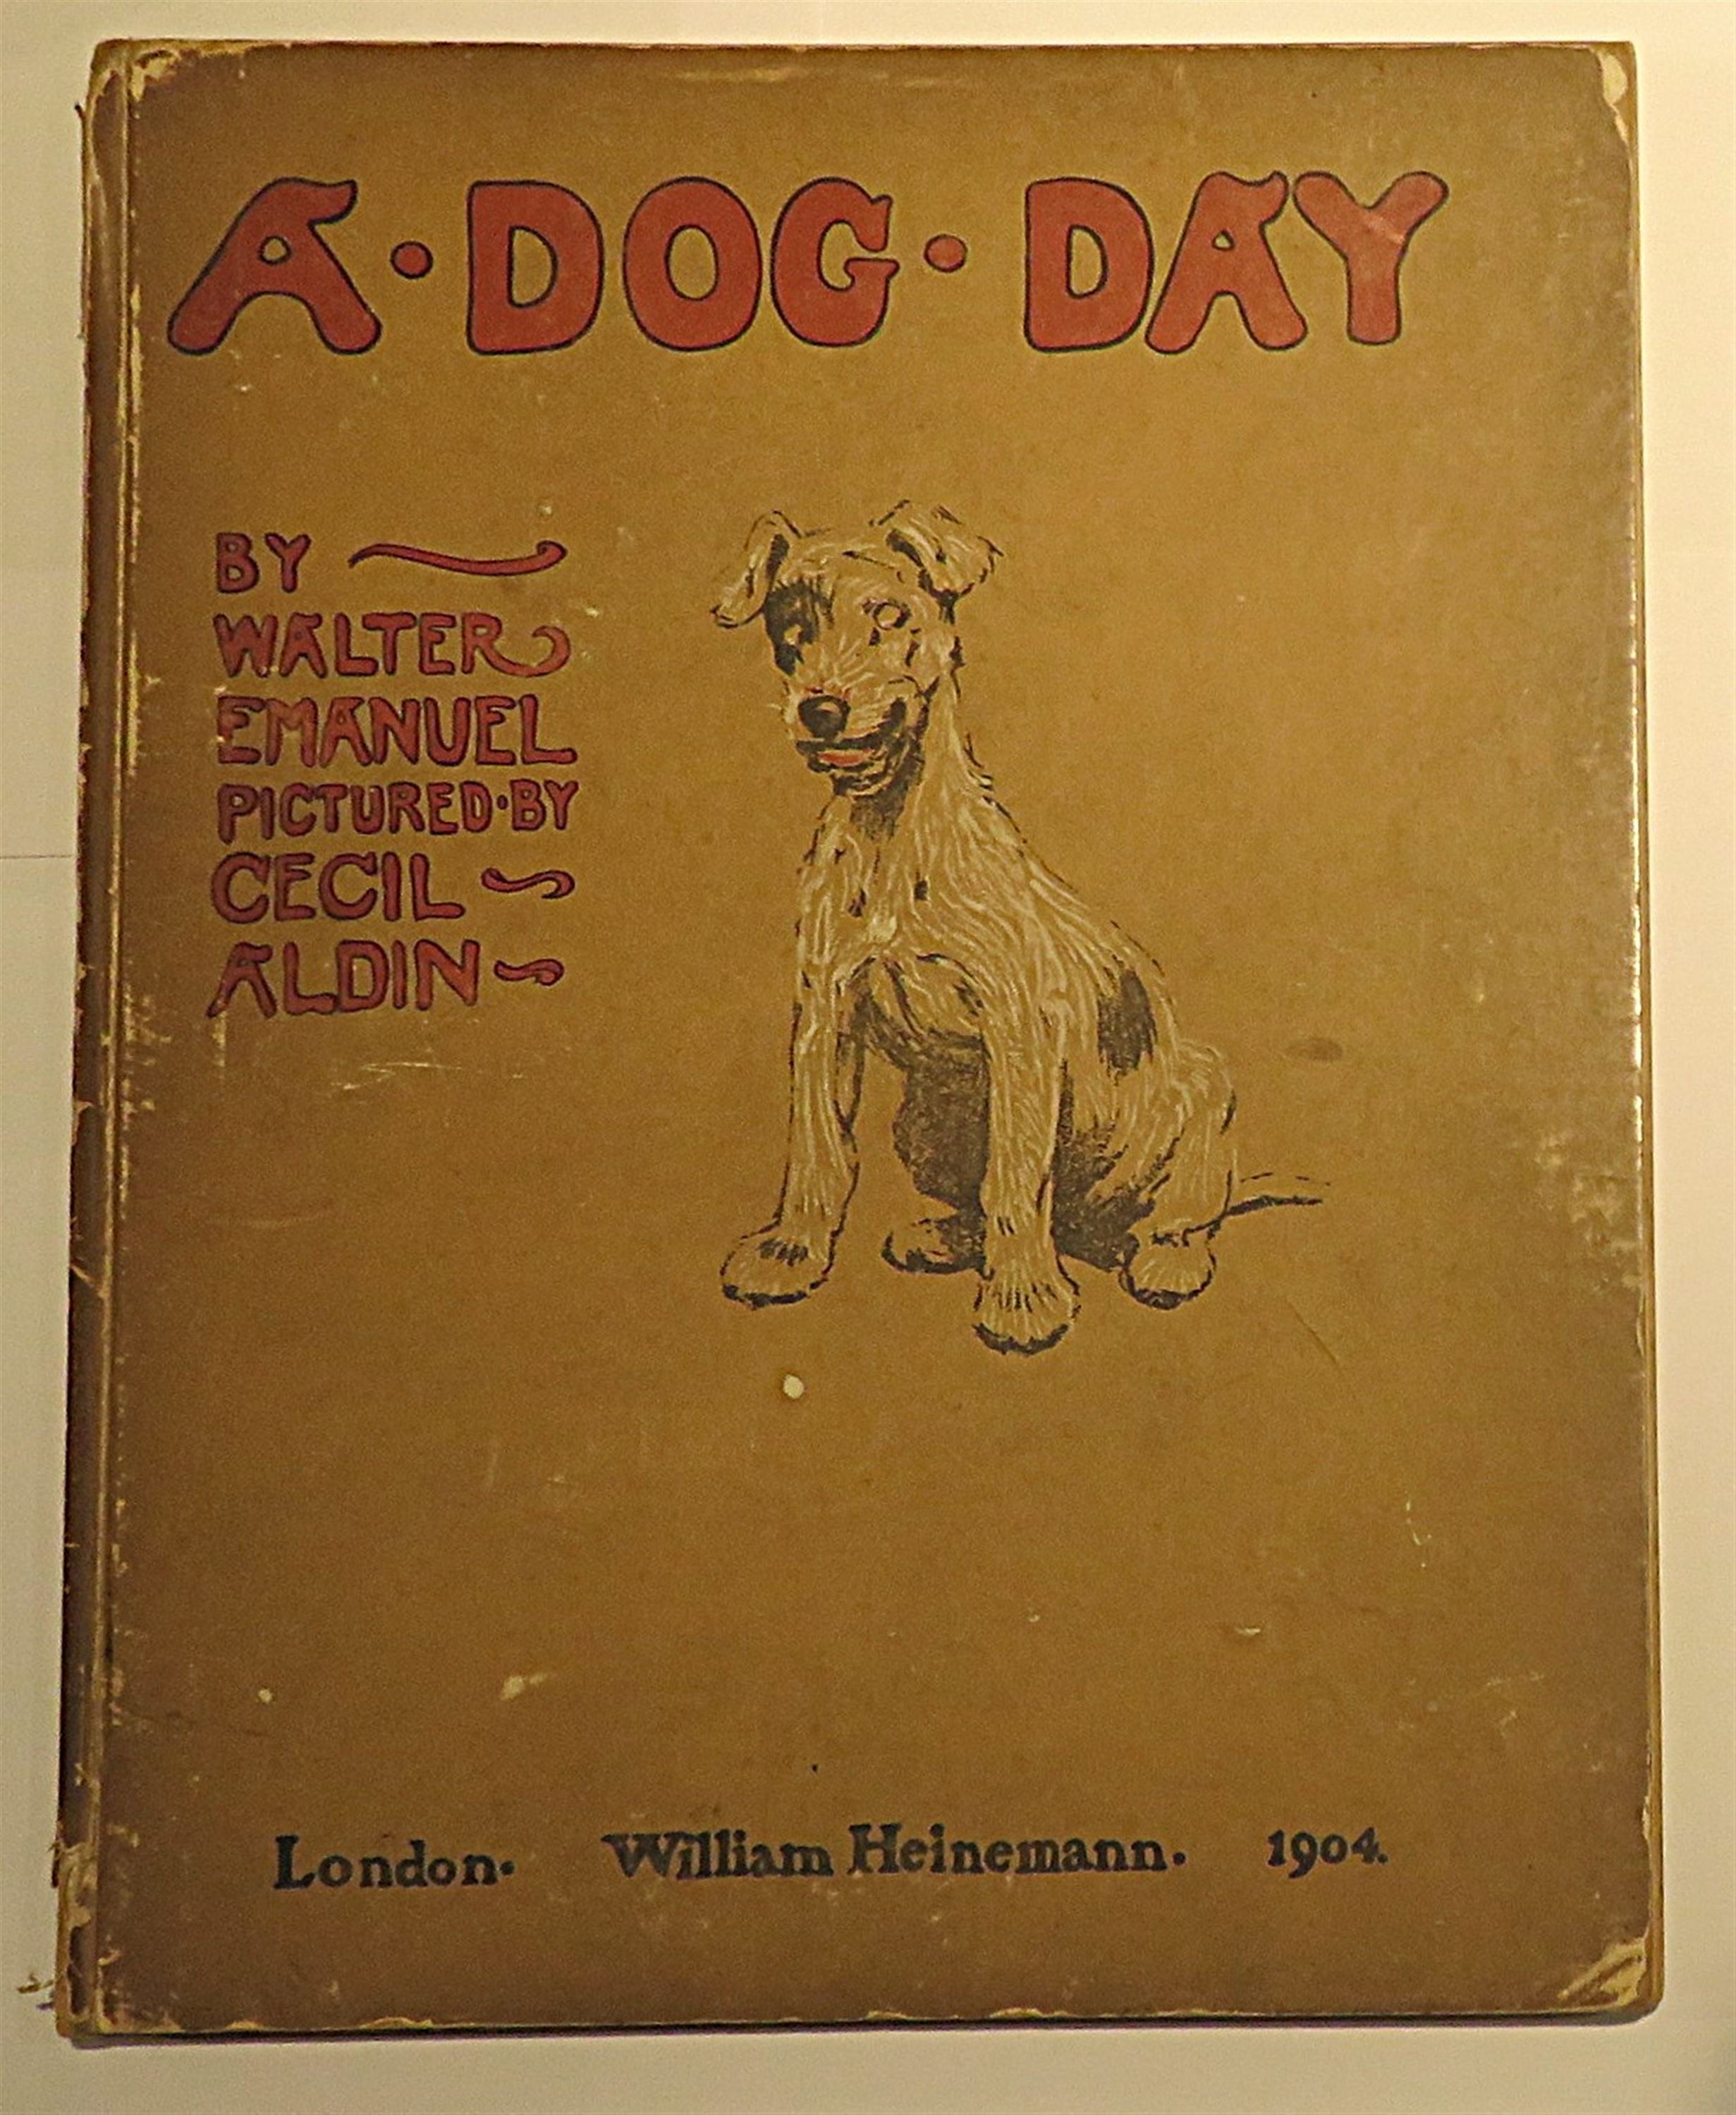 A·DOG·DAY
BY
WALTER
EMANUEL
PICTURED·BY
CECIL
ALDIN
London. William Heinemann. 1904.